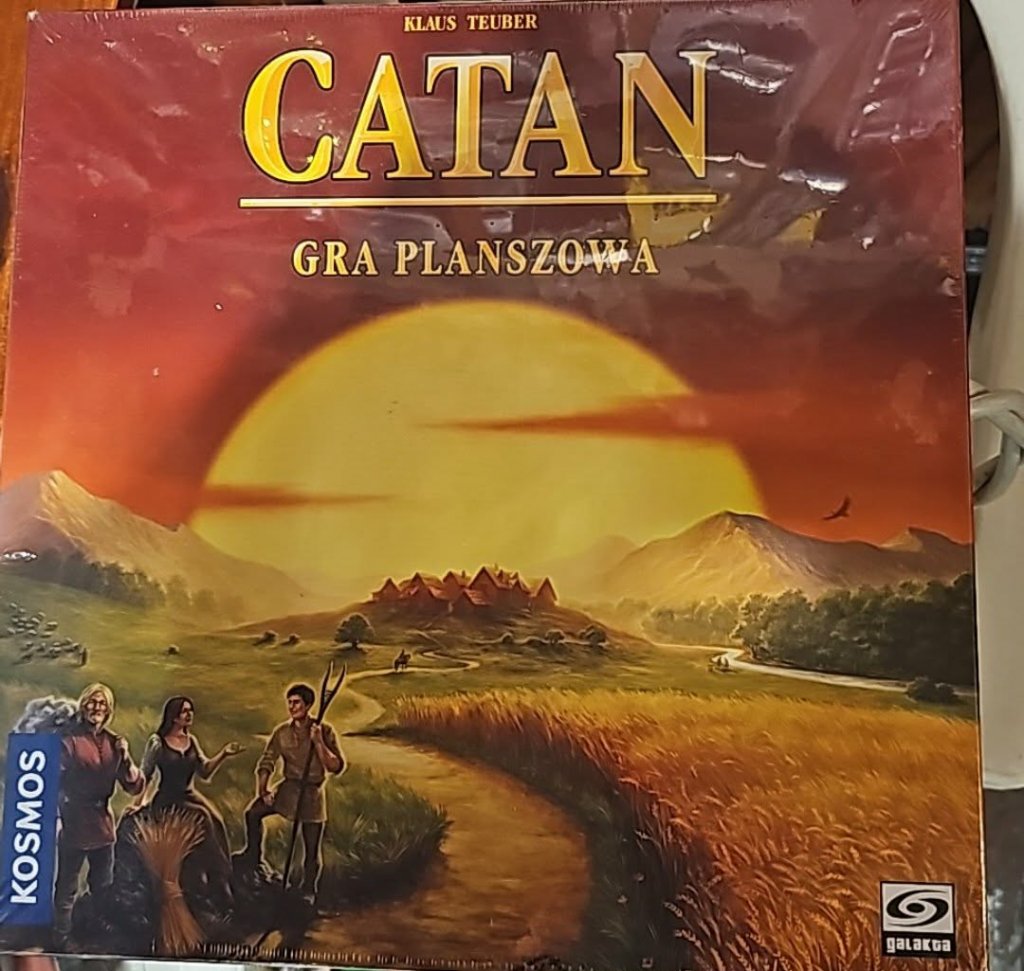 KLAUS TEUBER
CATAN
GRA PLANSZOWA
KOSMOS
galakta